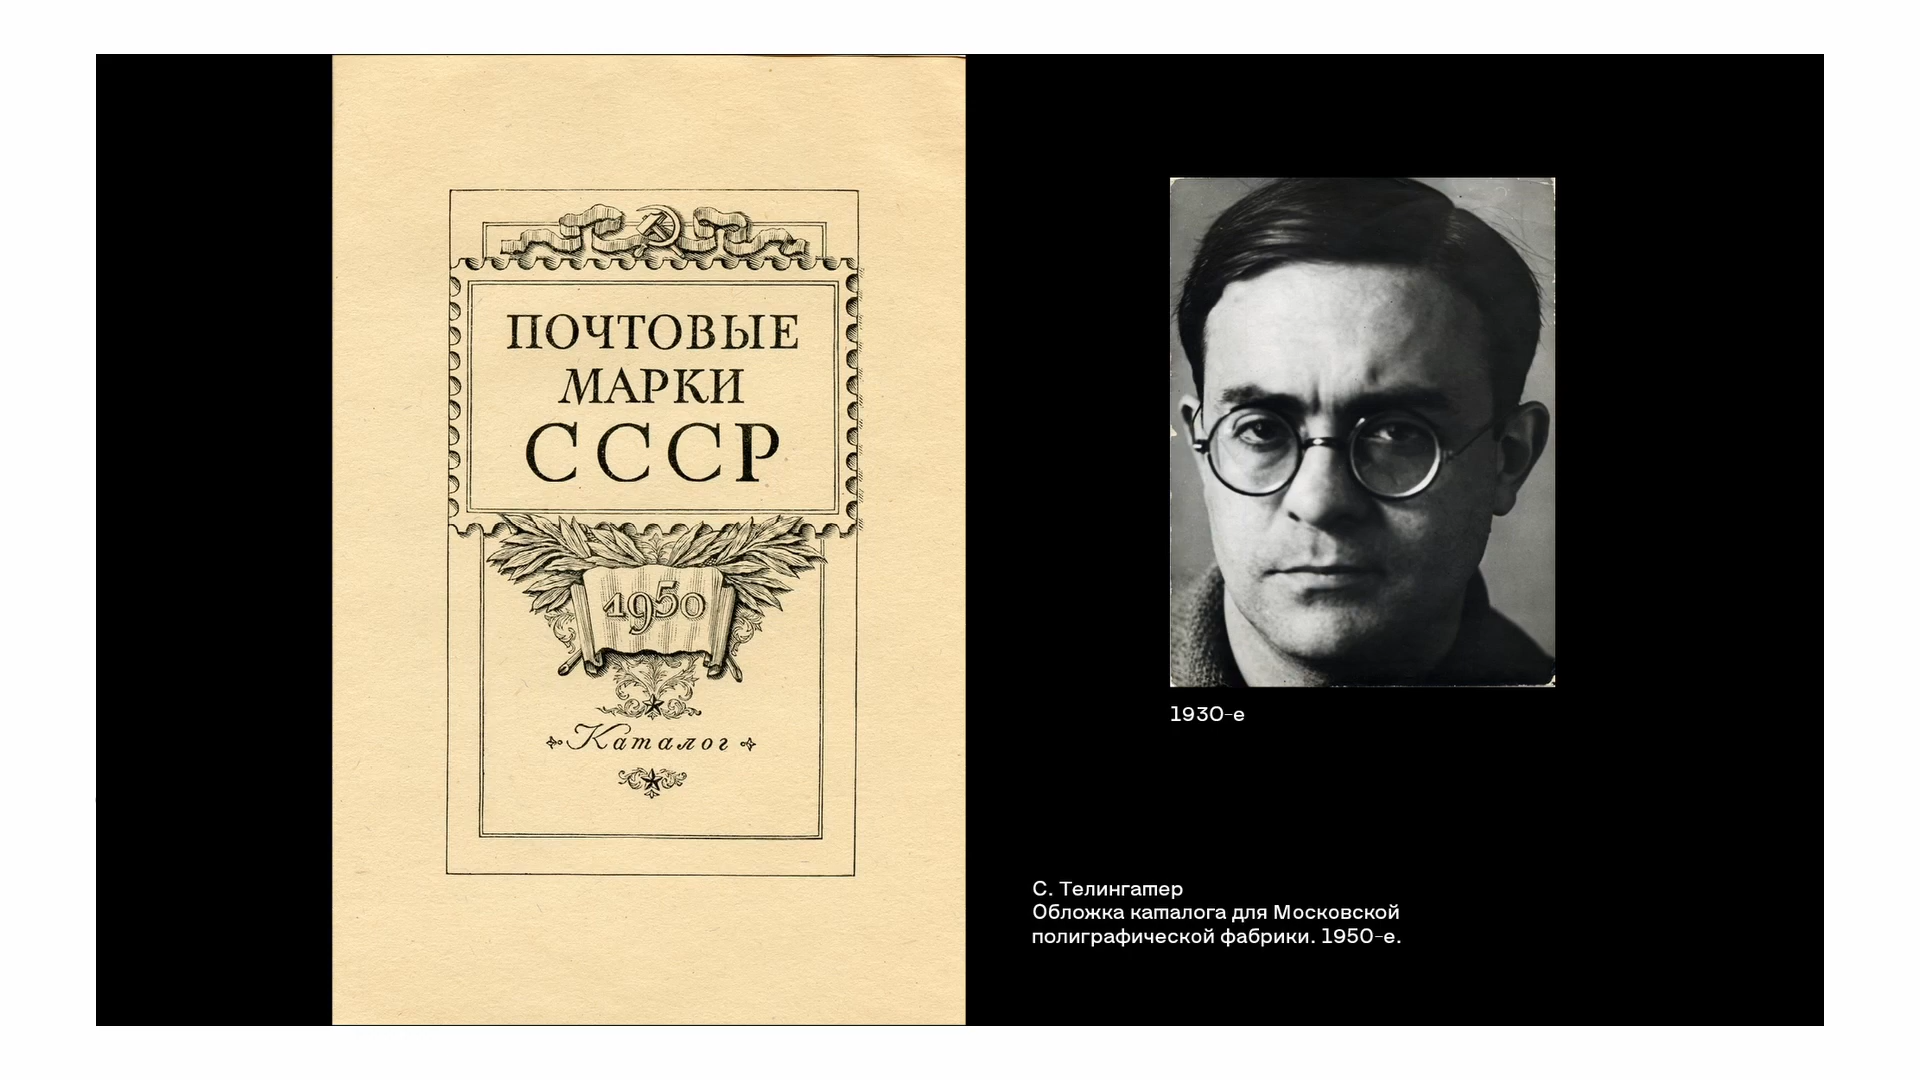 ПОЧТОВЫЕ
МАРКИ
СССР
1950
Каталог
1930-е
С. Телингатер
Обложка каталога для Московской
полиграфической фабрики. 1950-е.